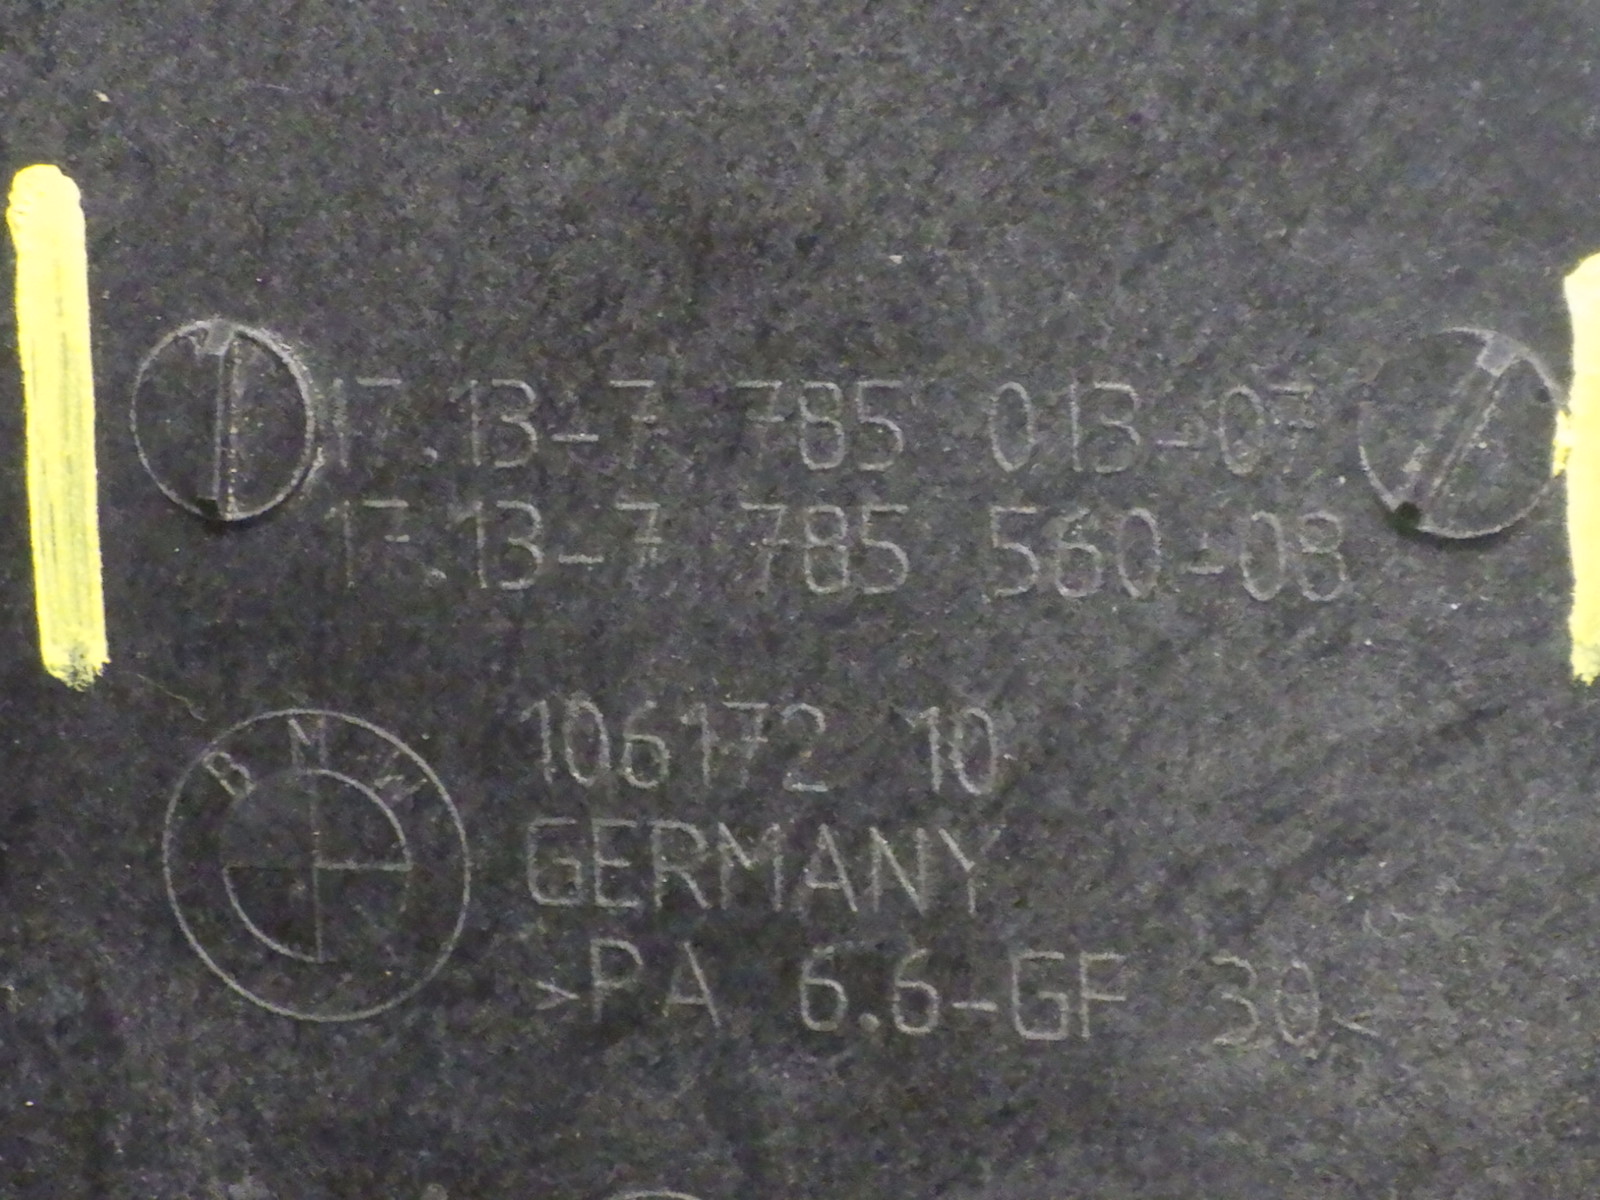 17.13-7 785 013-07
17.13-7 785 560-08
BMW
106172 10
GERMANY
>PA 6.6-GF 30<